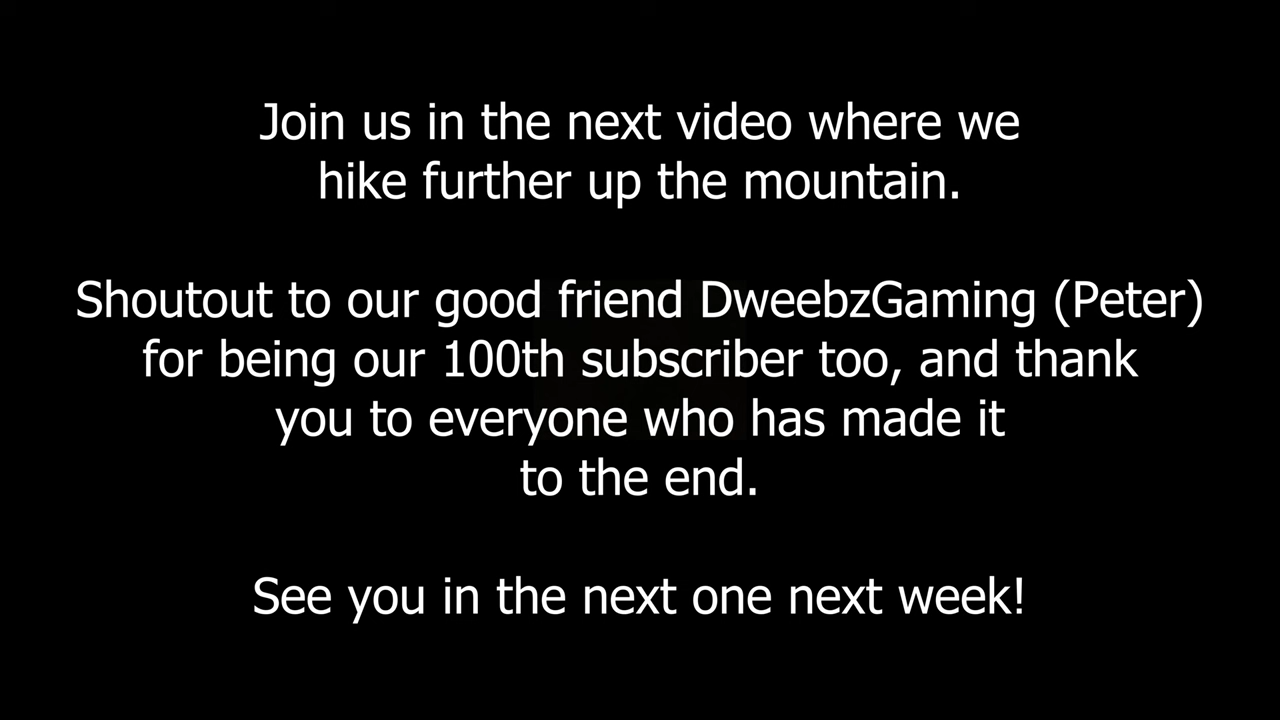 Join us in the next video where we
hike further up the mountain.
Shoutout to our good friend DweebzGaming (Peter)
for being our 100th subscriber too, and thank
you to everyone who has made it
to the end.
See you in the next one next week!